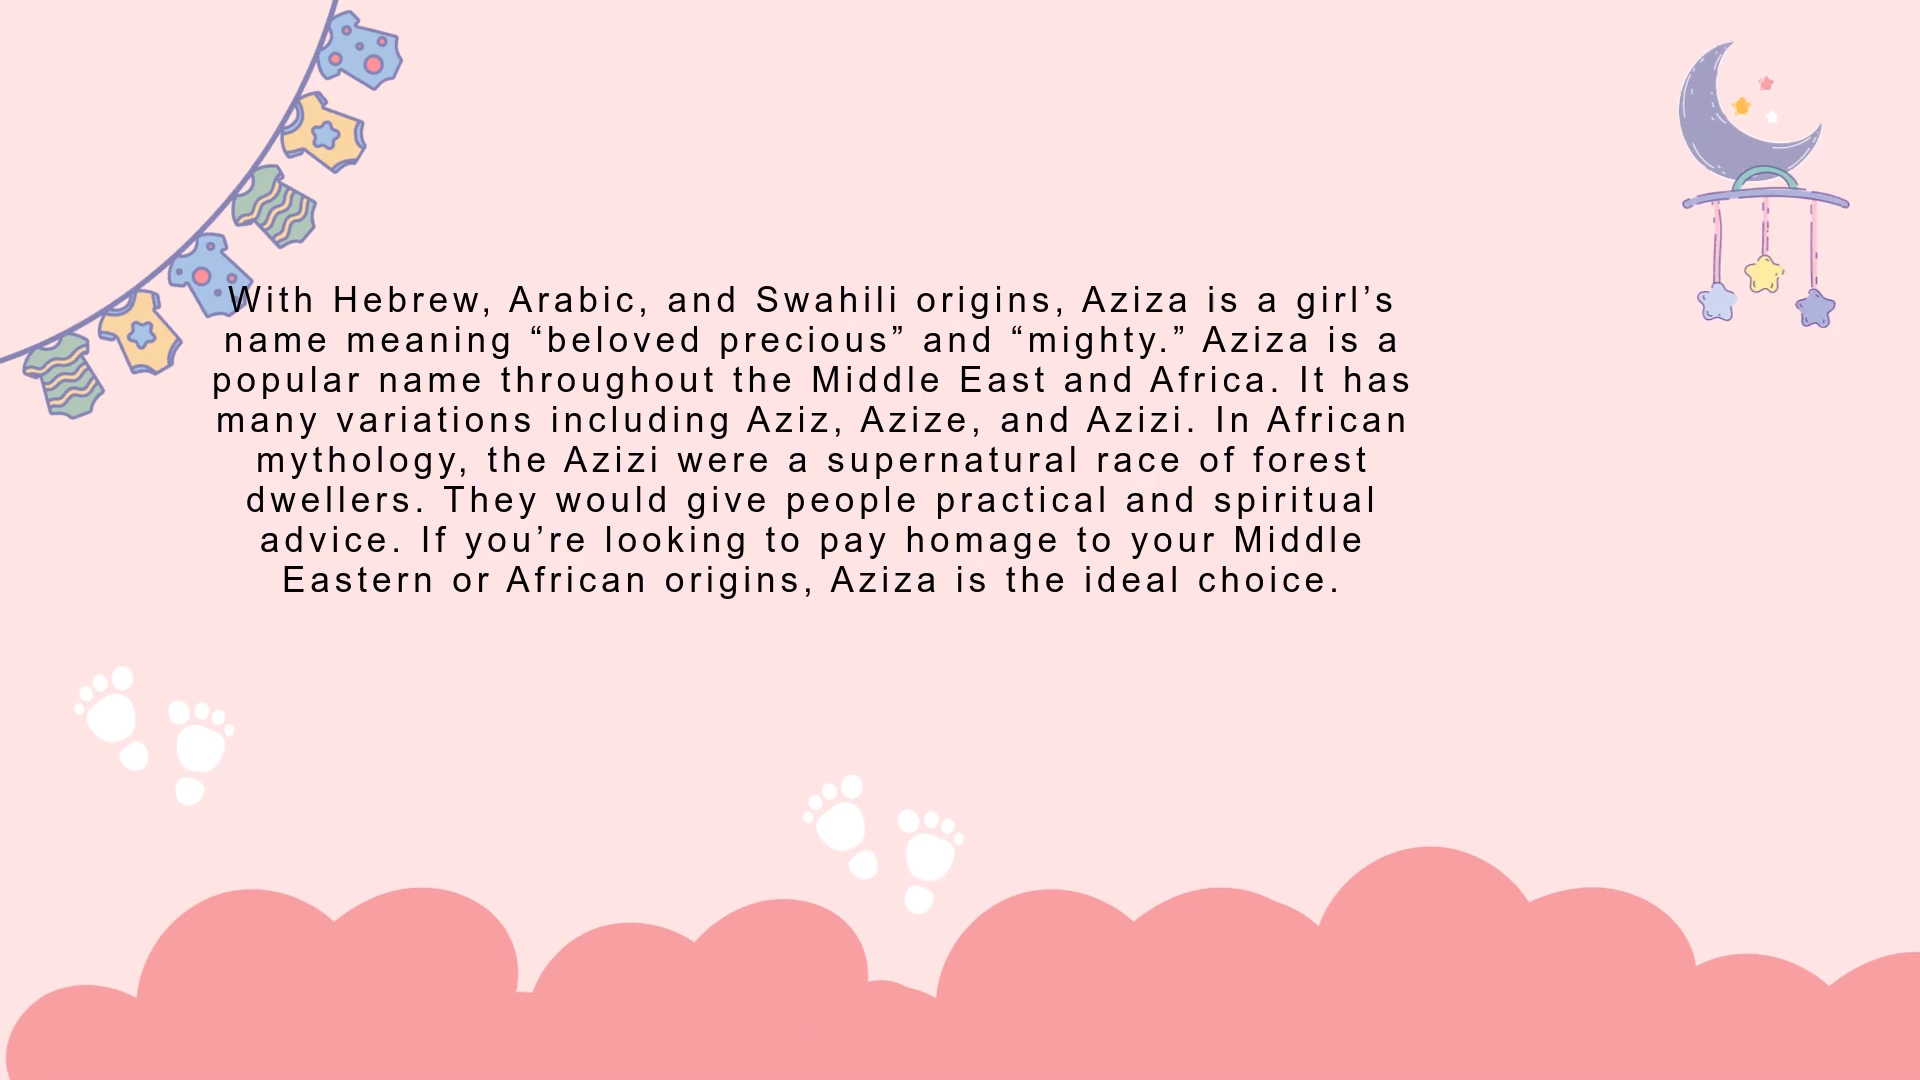 With Hebrew, Arabic, and Swahili origins, Aziza is a girl’s
name meaning “beloved precious” and “mighty.” Aziza is a
popular name throughout the Middle East and Africa. It has
many variations including Aziz, Azize, and Azizi. In African
mythology, the Azizi were a supernatural race of forest
dwellers. They would give people practical and spiritual
advice. If you’re looking to pay homage to your Middle
Eastern or African origins, Aziza is the ideal choice.